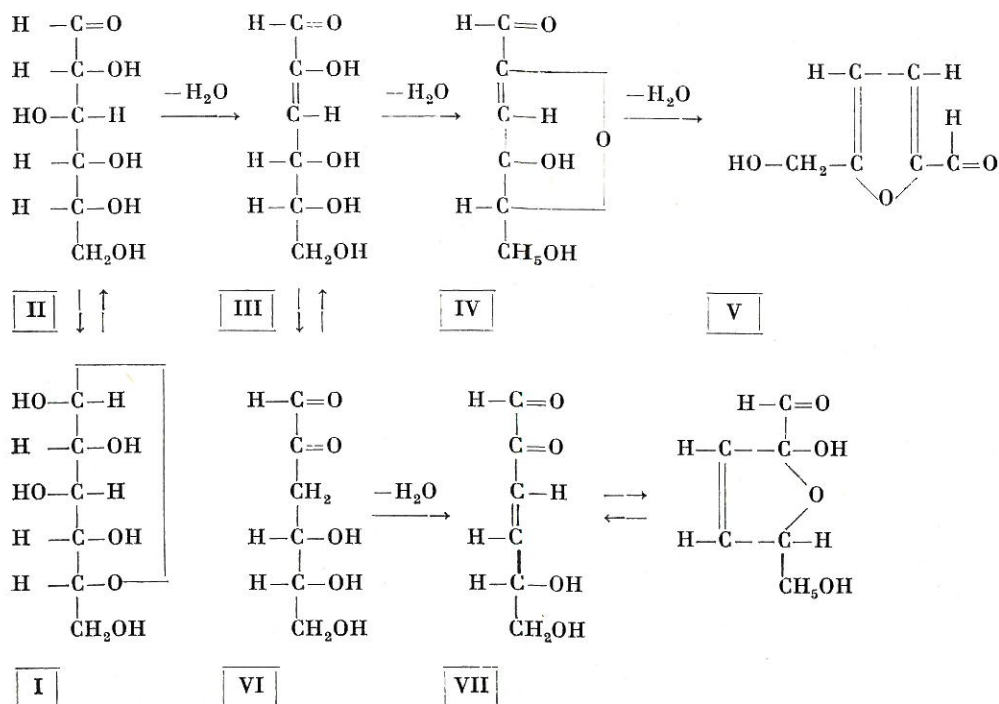 H—C=O H—C=O H—C=O
H—C—OH C—OH C H—C--C—H
—H₂O —H₂O —H₂O
HO—C—H C—H C—H H
O
H—C—OH H—C—OH C—OH HO—CH₂—C C—C=O
H—C—OH H—C—OH H—C O
CH₂OH CH₂OH CH₅OH
II III IV V
HO—C—H H—C=O H—C=O H—C=O
H—C—OH C=O C=O H—C—C—OH
HO—C—H CH₂ —H₂O C—H O
H—C—OH H—C—OH H—C H—C--C—H
H—C—O H—C—OH H—C—OH CH₅OH
CH₂OH CH₂OH CH₂OH
I VI VII